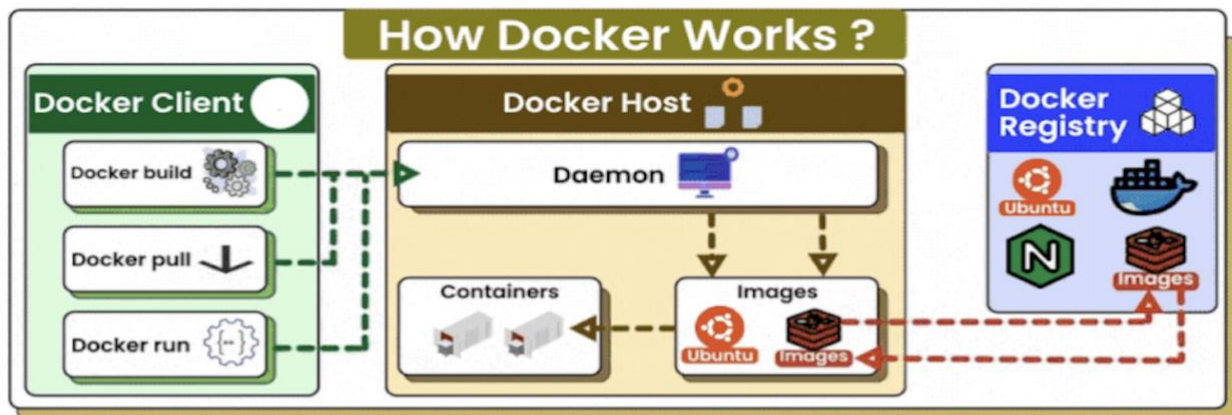 How Docker Works ?
Docker Client
Docker build
Docker pull
Docker run
Docker Host
Daemon
Containers
Images
Ubuntu
Images
Docker
Registry
Ubuntu
N
Images